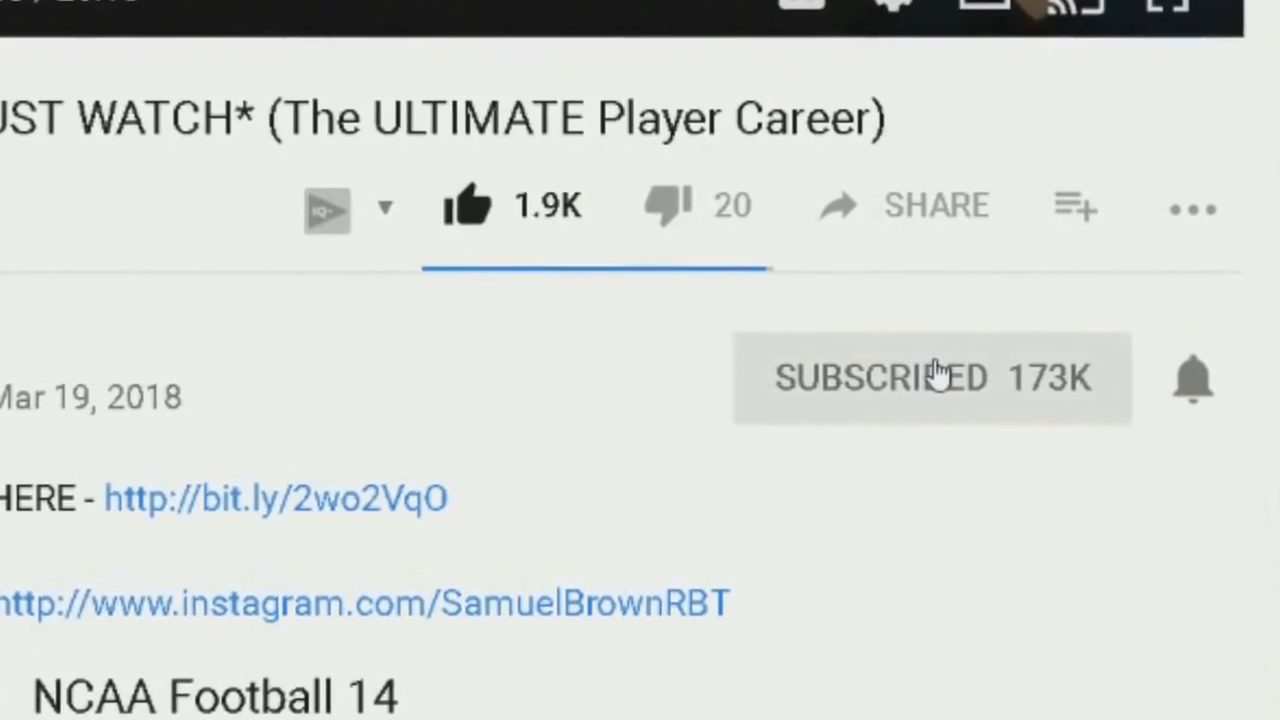 UST WATCH* (The ULTIMATE Player Career)
1.9K 20 SHARE
SUBSCRIBED 173K
Mar 19, 2018
HERE - http://bit.ly/2wo2VqO
http://www.instagram.com/SamuelBrownRBT
NCAA Football 14